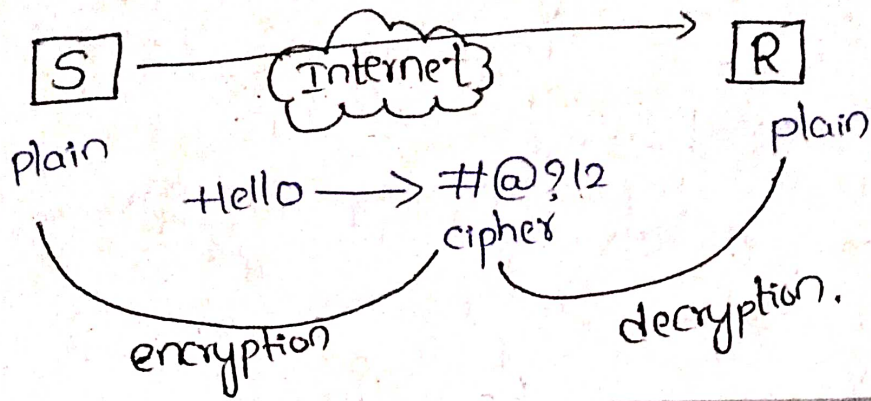 S
Internet
R
plain
plain
Hello → #@?12
cipher
encryption
decryption.